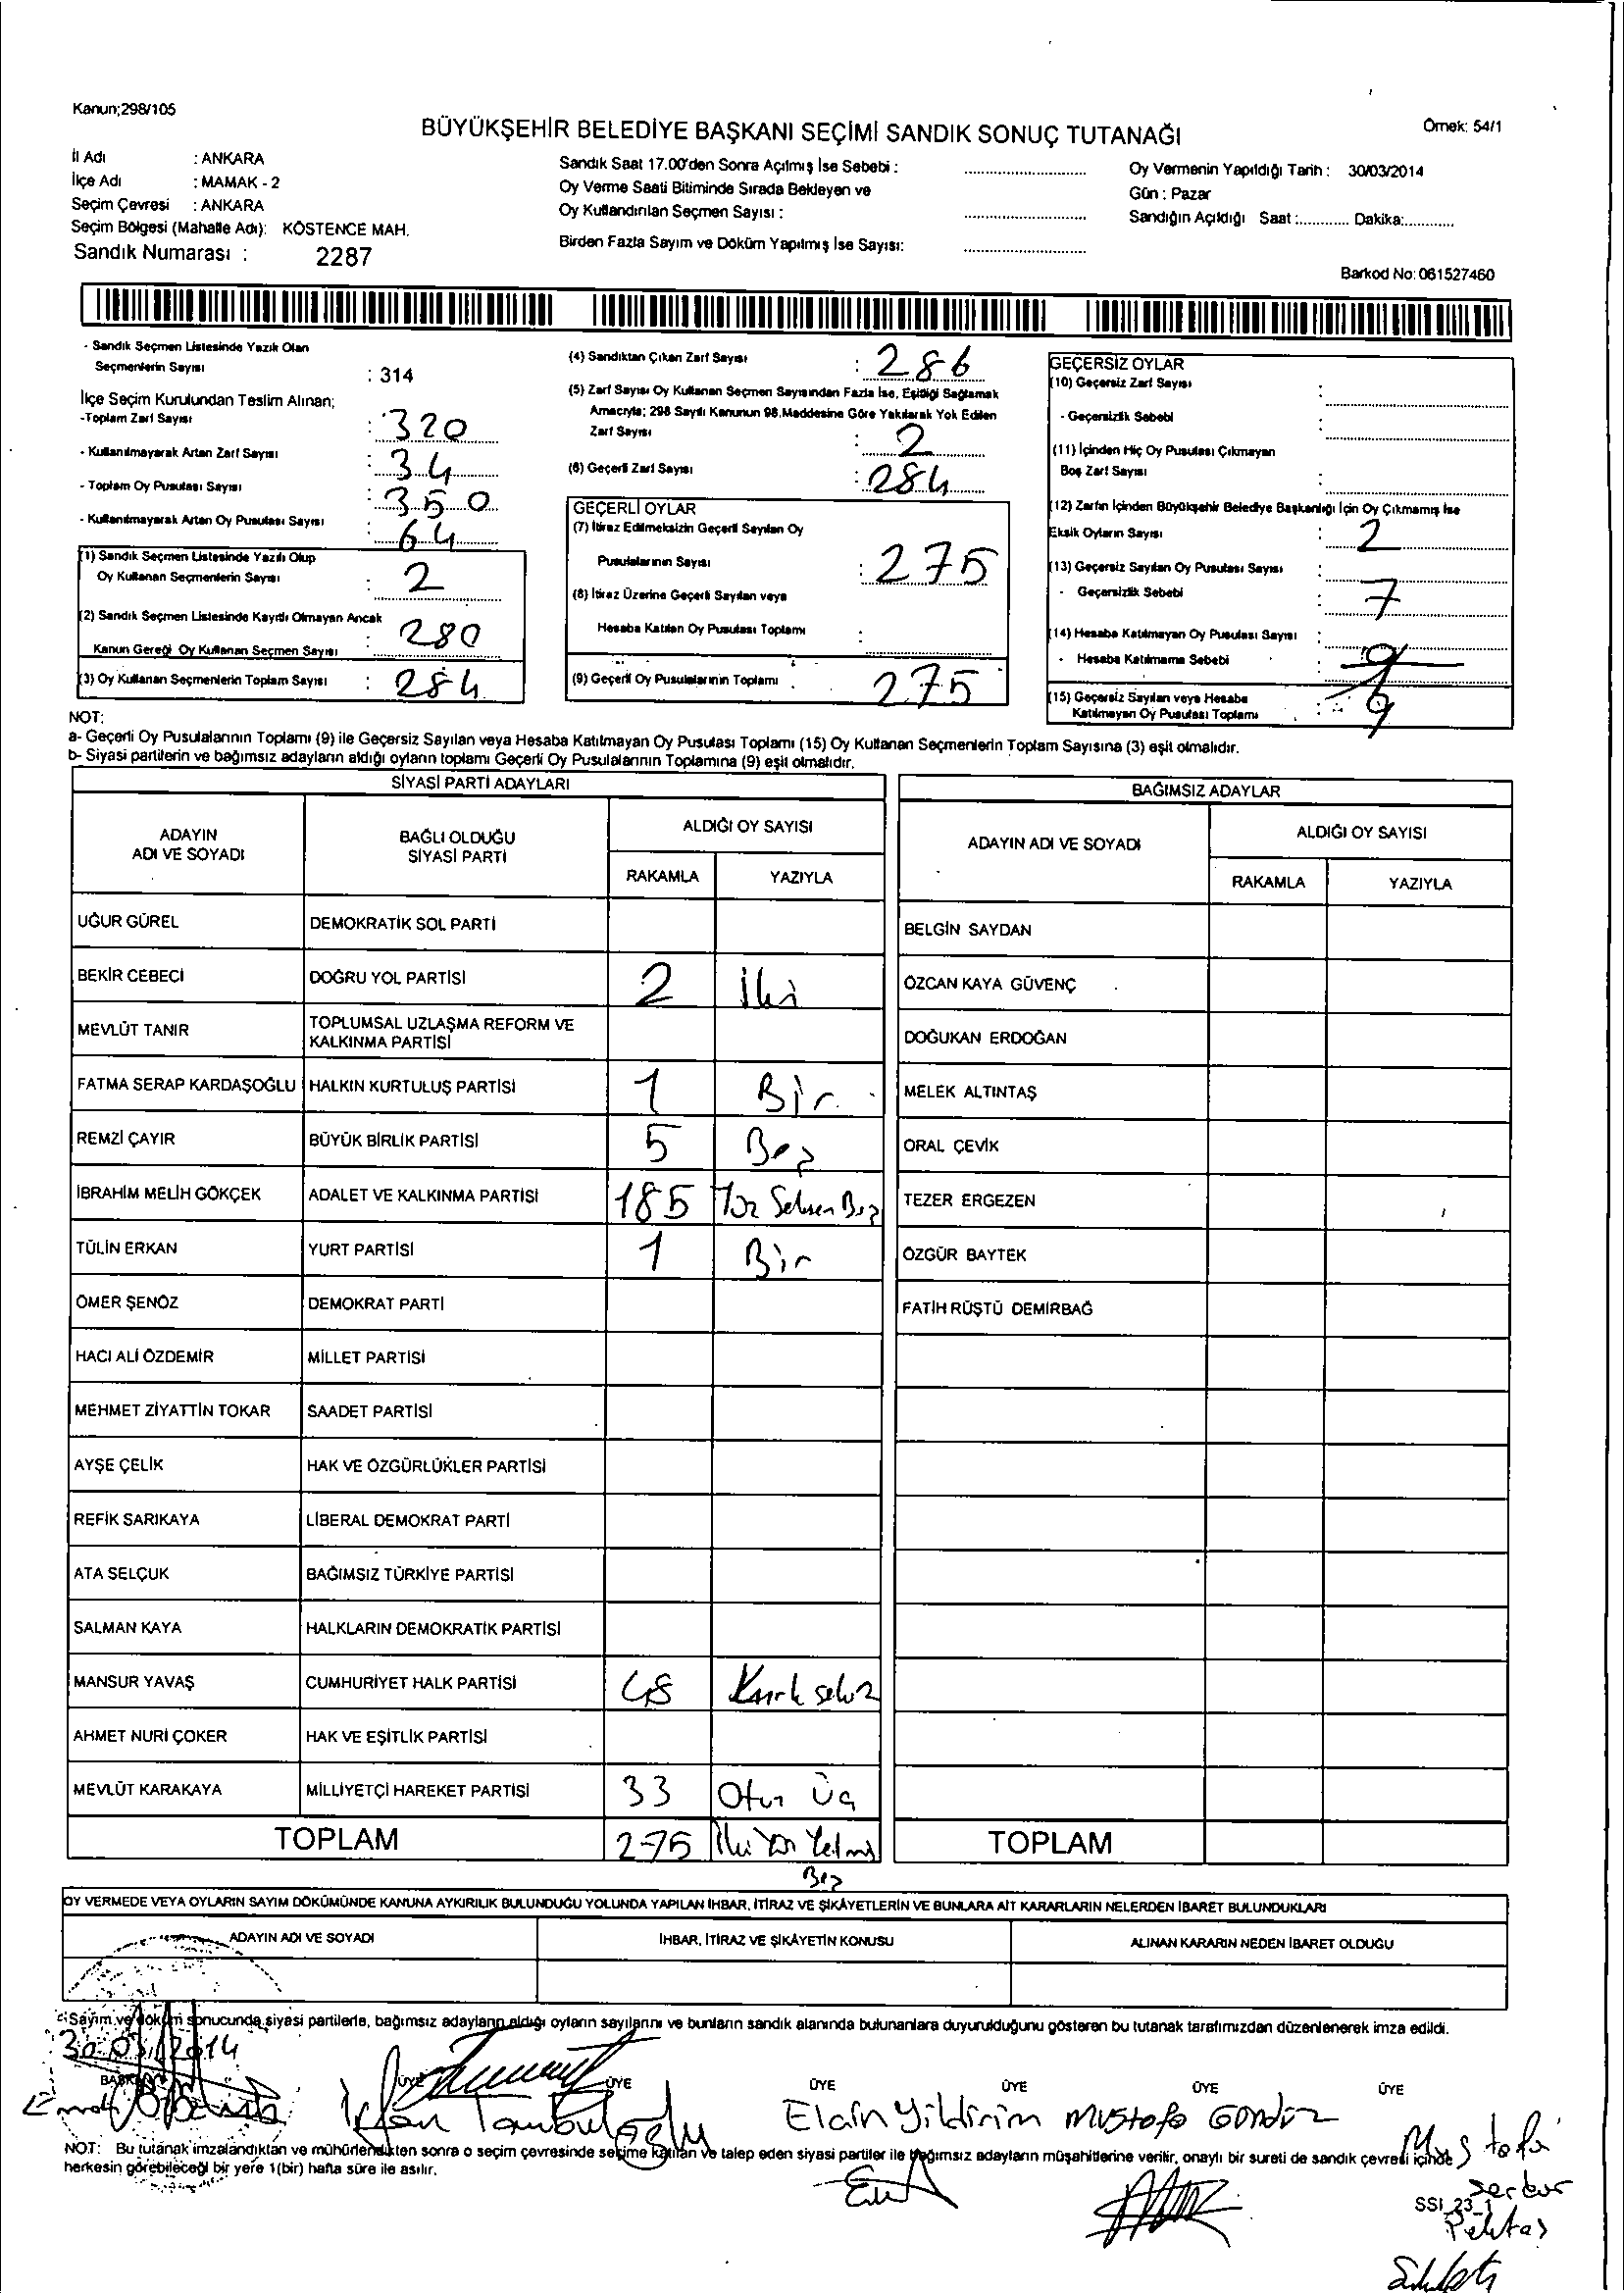 Kanun;298/105
BÜYÜKŞEHİR BELEDİYE BAŞKANI SEÇİMİ SANDIK SONUÇ TUTANAĞI
Örnek: 54/1
İl Adı : ANKARA
İlçe Adı : MAMAK - 2
Seçim Çevresi : ANKARA
Seçim Bölgesi (Mahalle Adı): KÖSTENCE MAH.
Sandık Numarası : 2287
Sandık Saat 17.00'den Sonra Açılmış İse Sebebi :
Oy Verme Saati Bitiminde Sırada Bekleyen ve
Oy Kullandırılan Seçmen Sayısı :
Birden Fazla Sayım ve Döküm Yapılmış İse Sayısı:
Oy Vermenin Yapıldığı Tarih : 30/03/2014
Gün : Pazar
Sandığın Açıldığı Saat :............ Dakika:.............
Barkod No: 061527460
- Sandık Seçmen Listesinde Yazılı Olan
Seçmenlerin Sayısı : 314
İlçe Seçim Kurulundan Teslim Alınan;
-Toplam Zarf Sayısı : 320
- Kullanılmayarak Artan Zarf Sayısı : 34
- Toplam Oy Pusulası Sayısı : 350
- Kullanılmayarak Artan Oy Pusulası Sayısı : 64
(1) Sandık Seçmen Listesinde Yazılı Olup
Oy Kullanan Seçmenlerin Sayısı : 2
(2) Sandık Seçmen Listesinde Kayıtlı Olmayan Ancak
Kanun Gereği Oy Kullanan Seçmen Sayısı : 280
(3) Oy Kullanan Seçmenlerin Toplam Sayısı : 284
(4) Sandıktan Çıkan Zarf Sayısı : 286
(5) Zarf Sayısı Oy Kullanan Seçmen Sayısından Fazla İse, Eşitliği Sağlamak
Amacıyla; 298 Sayılı Kanunun 98.Maddesine Göre Yakılarak Yok Edilen
Zarf Sayısı : 2
(6) Geçerli Zarf Sayısı : 284
GEÇERLİ OYLAR
(7) İtiraz Edilmeksizin Geçerli Sayılan Oy
Pusulalarının Sayısı : 275
(8) İtiraz Üzerine Geçerli Sayılan veya
Hesaba Katılan Oy Pusulası Toplamı :
(9) Geçerli Oy Pusulalarının Toplamı 275
GEÇERSİZ OYLAR
(10) Geçersiz Zarf Sayısı :
- Geçersizlik Sebebi :
(11) İçinden Hiç Oy Pusulası Çıkmayan
Boş Zarf Sayısı :
(12) Zarfın İçinden Büyükşehir Belediye Başkanlığı İçin Oy Çıkmamış İse
Eksik Oyların Sayısı : 2
(13) Geçersiz Sayılan Oy Pusulası Sayısı :
- Geçersizlik Sebebi : 7
(14) Hesaba Katılmayan Oy Pusulası Sayısı :
- Hesaba Katılmama Sebebi : 9
(15) Geçersiz Sayılan veya Hesaba
Katılmayan Oy Pusulası Toplamı : 9
NOT:
a- Geçerli Oy Pusulalarının Toplamı (9) ile Geçersiz Sayılan veya Hesaba Katılmayan Oy Pusulası Toplamı (15) Oy Kullanan Seçmenlerin Toplam Sayısına (3) eşit olmalıdır.
b- Siyasi partilerin ve bağımsız adayların aldığı oyların toplamı Geçerli Oy Pusulalarının Toplamına (9) eşit olmalıdır.
SİYASİ PARTİ ADAYLARI
ADAYIN ADI VE SOYADI
BAĞLI OLDUĞU SİYASİ PARTİ
ALDIĞI OY SAYISI
RAKAMLA YAZIYLA
UĞUR GÜREL DEMOKRATİK SOL PARTİ
BEKİR CEBECİ DOĞRU YOL PARTİSİ 2 İki
MEVLÜT TANIR TOPLUMSAL UZLAŞMA REFORM VE KALKINMA PARTİSİ
FATMA SERAP KARDAŞOĞLU HALKIN KURTULUŞ PARTİSİ 1 Bir
REMZİ ÇAYIR BÜYÜK BİRLİK PARTİSİ 5 Beş
İBRAHİM MELİH GÖKÇEK ADALET VE KALKINMA PARTİSİ 185 Yüz Seksen Beş
TÜLİN ERKAN YURT PARTİSİ 1 Bir
ÖMER ŞENÖZ DEMOKRAT PARTİ
HACI ALİ ÖZDEMİR MİLLET PARTİSİ
MEHMET ZİYATTİN TOKAR SAADET PARTİSİ
AYŞE ÇELİK HAK VE ÖZGÜRLÜKLER PARTİSİ
REFİK SARIKAYA LİBERAL DEMOKRAT PARTİ
ATA SELÇUK BAĞIMSIZ TÜRKİYE PARTİSİ
SALMAN KAYA HALKLARIN DEMOKRATİK PARTİSİ
MANSUR YAVAŞ CUMHURİYET HALK PARTİSİ 48 Kırk sekiz
AHMET NURİ ÇOKER HAK VE EŞİTLİK PARTİSİ
MEVLÜT KARAKAYA MİLLİYETÇİ HAREKET PARTİSİ 33 Otuz Üç
TOPLAM 275 İki Yüz Yetmiş
Beş
BAĞIMSIZ ADAYLAR
ADAYIN ADI VE SOYADI
ALDIĞI OY SAYISI
RAKAMLA YAZIYLA
BELGİN SAYDAN
ÖZCAN KAYA GÜVENÇ
DOĞUKAN ERDOĞAN
MELEK ALTINTAŞ
ORAL ÇEVİK
TEZER ERGEZEN
ÖZGÜR BAYTEK
FATİH RÜŞTÜ DEMİRBAĞ
TOPLAM
OY VERMEDE VEYA OYLARIN SAYIM DÖKÜMÜNDE KANUNA AYKIRILIK BULUNDUĞU YOLUNDA YAPILAN İHBAR, İTİRAZ VE ŞİKÂYETLERİN VE BUNLARA AİT KARARLARIN NELERDEN İBARET BULUNDUKLARI
ADAYIN ADI VE SOYADI
İHBAR, İTİRAZ VE ŞİKÂYETİN KONUSU
ALINAN KARARIN NEDEN İBARET OLDUĞU
Sayım ve döküm sonucunda siyasi partilerle, bağımsız adayların aldığı oyların sayılarını ve bunların sandık alanında bulunanlara duyurulduğunu gösteren bu tutanak tarafımızdan düzenlenerek imza edildi.
30.03.2014
BAŞKAN ÜYE ÜYE ÜYE ÜYE ÜYE ÜYE
İrfan Tambuloğlu
Elain Yildirim
Mustafa Gündüz
Mustafa
Serdar
Pektaş
NOT: Bu tutanak imzalandıktan ve mühürlendikten sonra o seçim çevresinde seçime katılan ve talep eden siyasi partiler ile bağımsız adayların müşahitlerine verilir, onaylı bir sureti de sandık çevresi içinde
herkesin görebileceği bir yere 1(bir) hafta süre ile asılır.
SSI_23_1